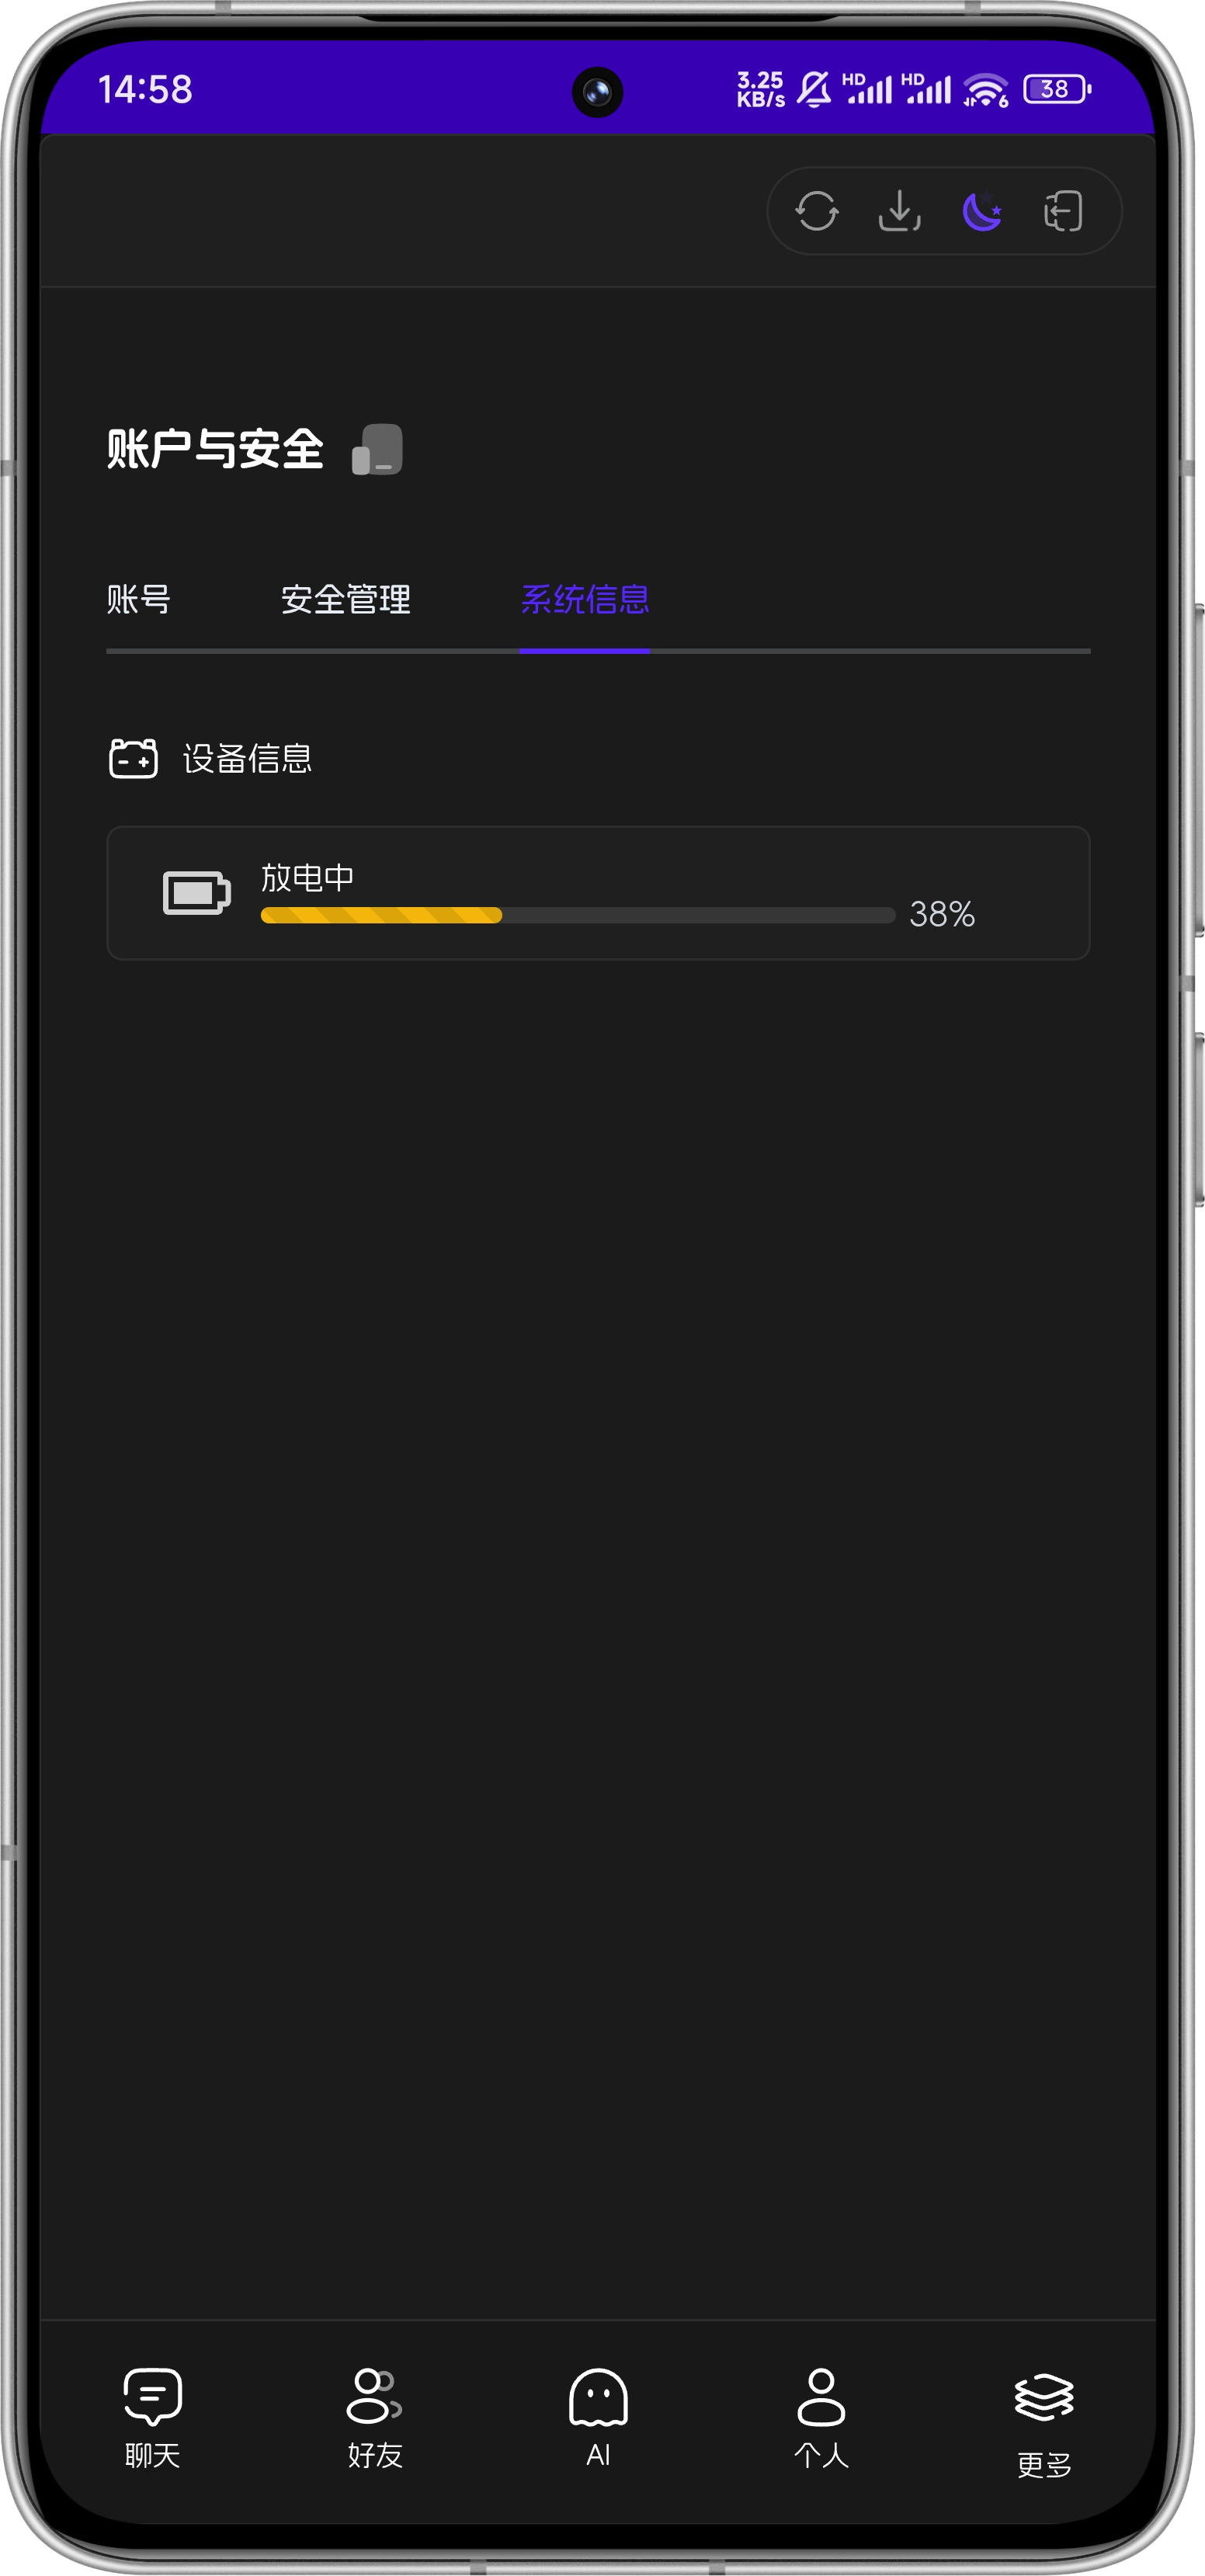 14:58
3.25
KB/s
HD
HD
6
38
账户与安全
账号 安全管理 系统信息
设备信息
放电中
38%
聊天 好友 AI 个人 更多